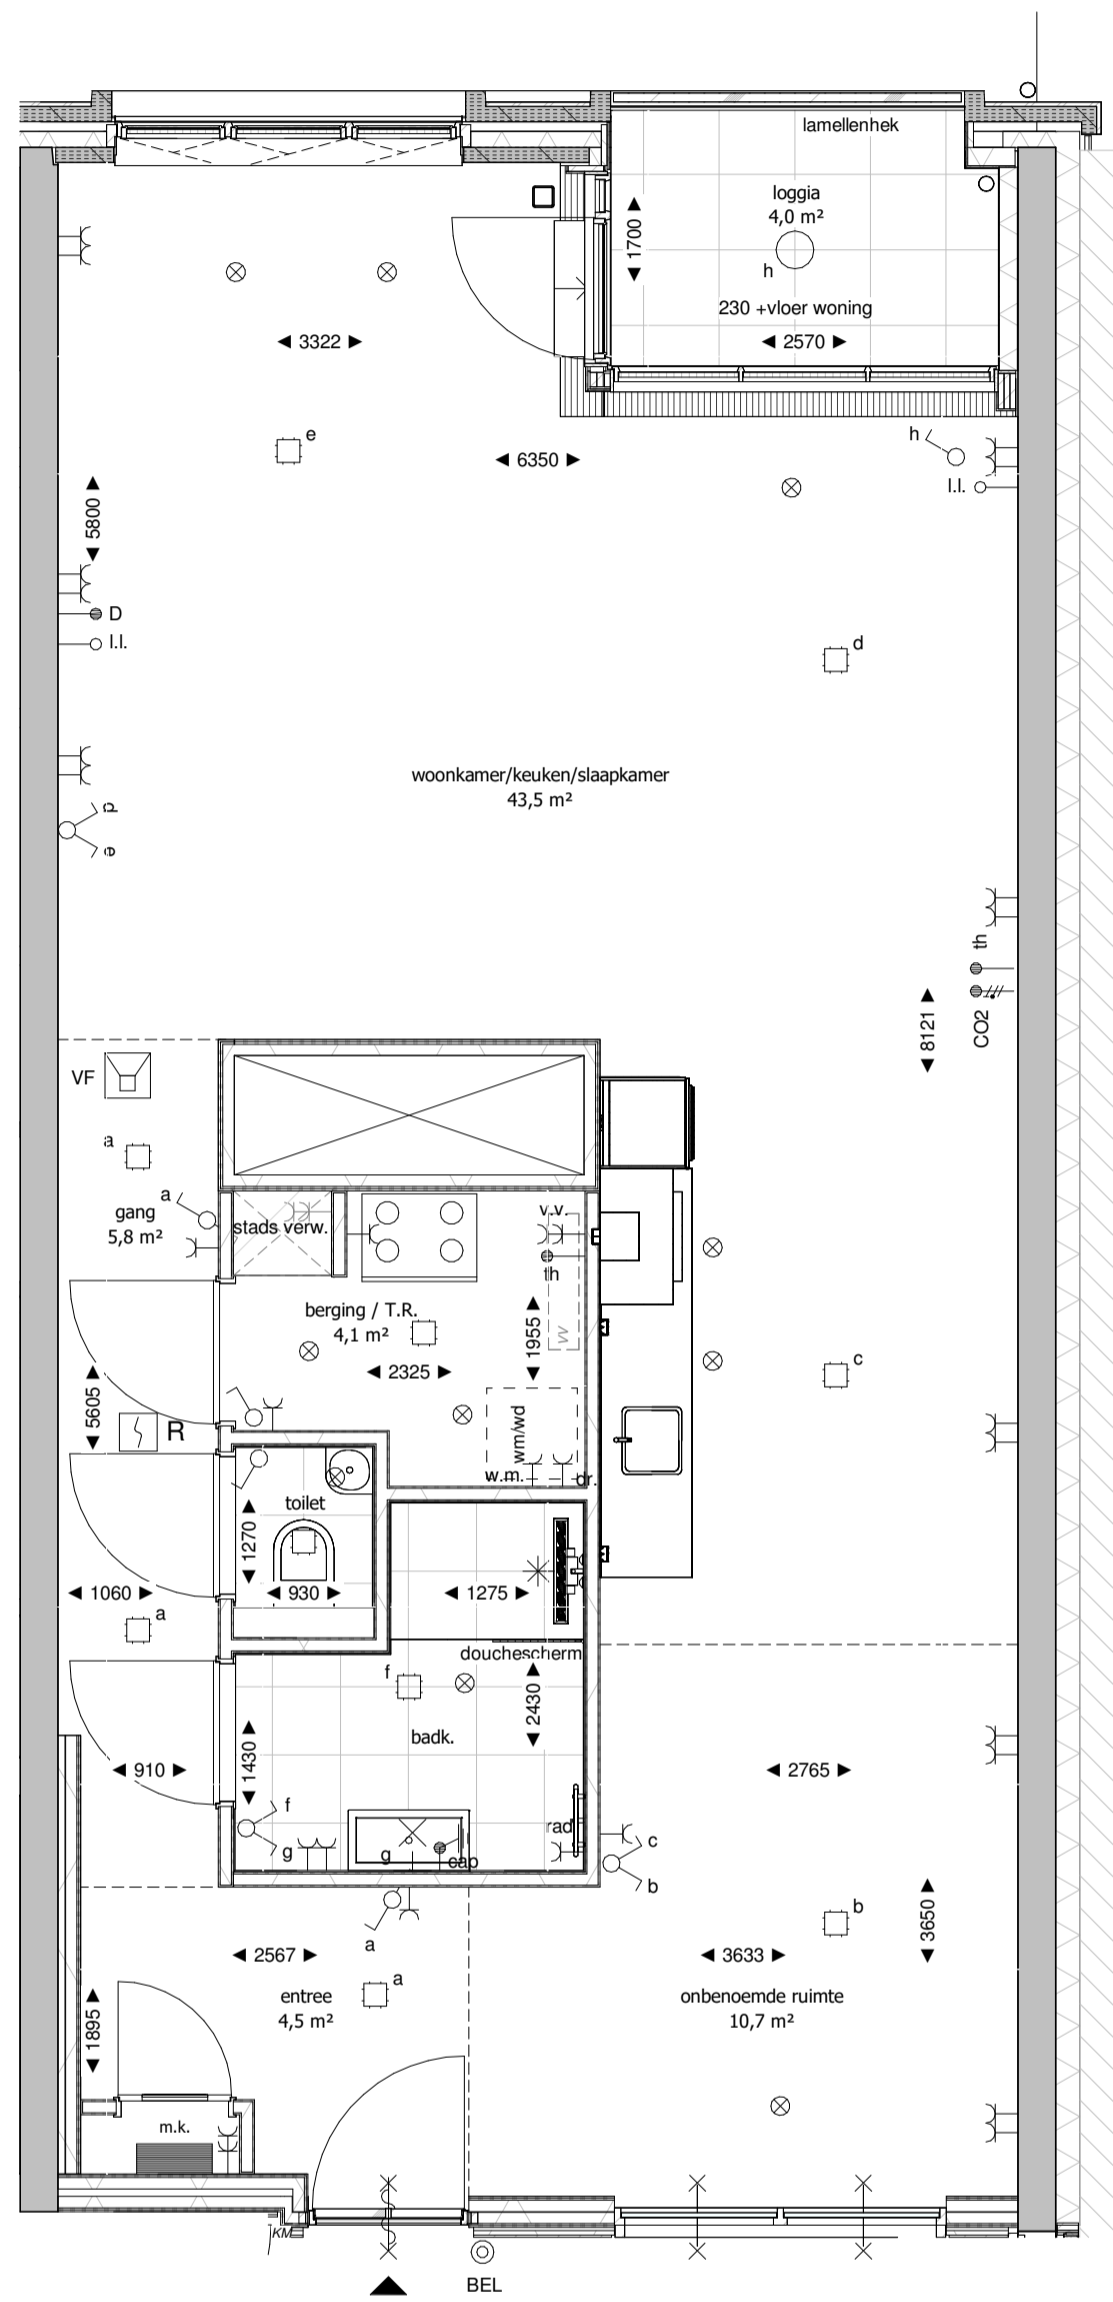 lamellenhek
loggia
4,0 m²
◄ 1700 ►
h
230 +vloer woning
◄ 3322 ►
◄ 2570 ►
e
h
◄ 6350 ►
l.l.
◄ 5800 ►
D
l.l.
d
woonkamer/keuken/slaapkamer
43,5 m²
d
e
th
CO2
◄ 8121 ►
VF
a
a
gang
5,8 m²
stads verw.
v.v.
th
berging / T.R.
4,1 m²
◄ 1955 ►
vv
◄ 2325 ►
c
◄ 5605 ►
R
wm/wd
w.m.
dr.
toilet
◄ 1270 ►
◄ 1060 ►
◄ 930 ►
◄ 1275 ►
a
douchescherm
f
◄ 2430 ►
badk.
◄ 1430 ►
◄ 910 ►
◄ 2765 ►
f
g
rad
g
cap
c
b
b
a
◄ 3650 ►
◄ 2567 ►
◄ 3633 ►
a
entree
4,5 m²
onbenoemde ruimte
10,7 m²
◄ 1895 ►
m.k.
KM
BEL